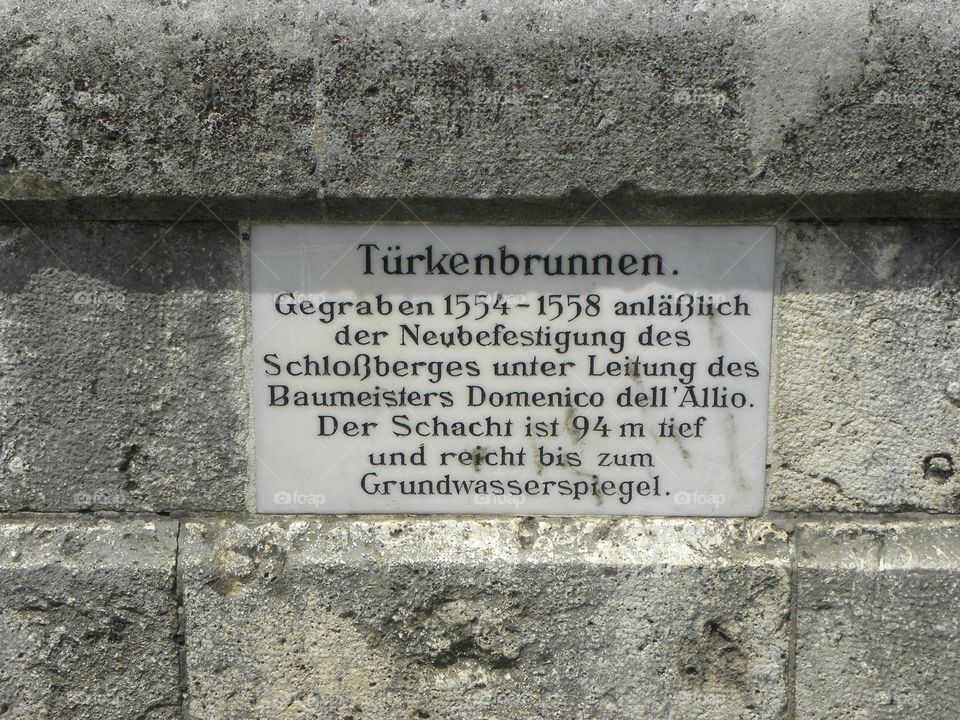 Türkenbrunnen.
Gegraben 1554-1558 anläßlich
der Neubefestigung des
Schloßberges unter Leitung des
Baumeisters Domenico dell'Allio.
Der Schacht ist 94 m tief
und reicht bis zum
Grundwasserspiegel.